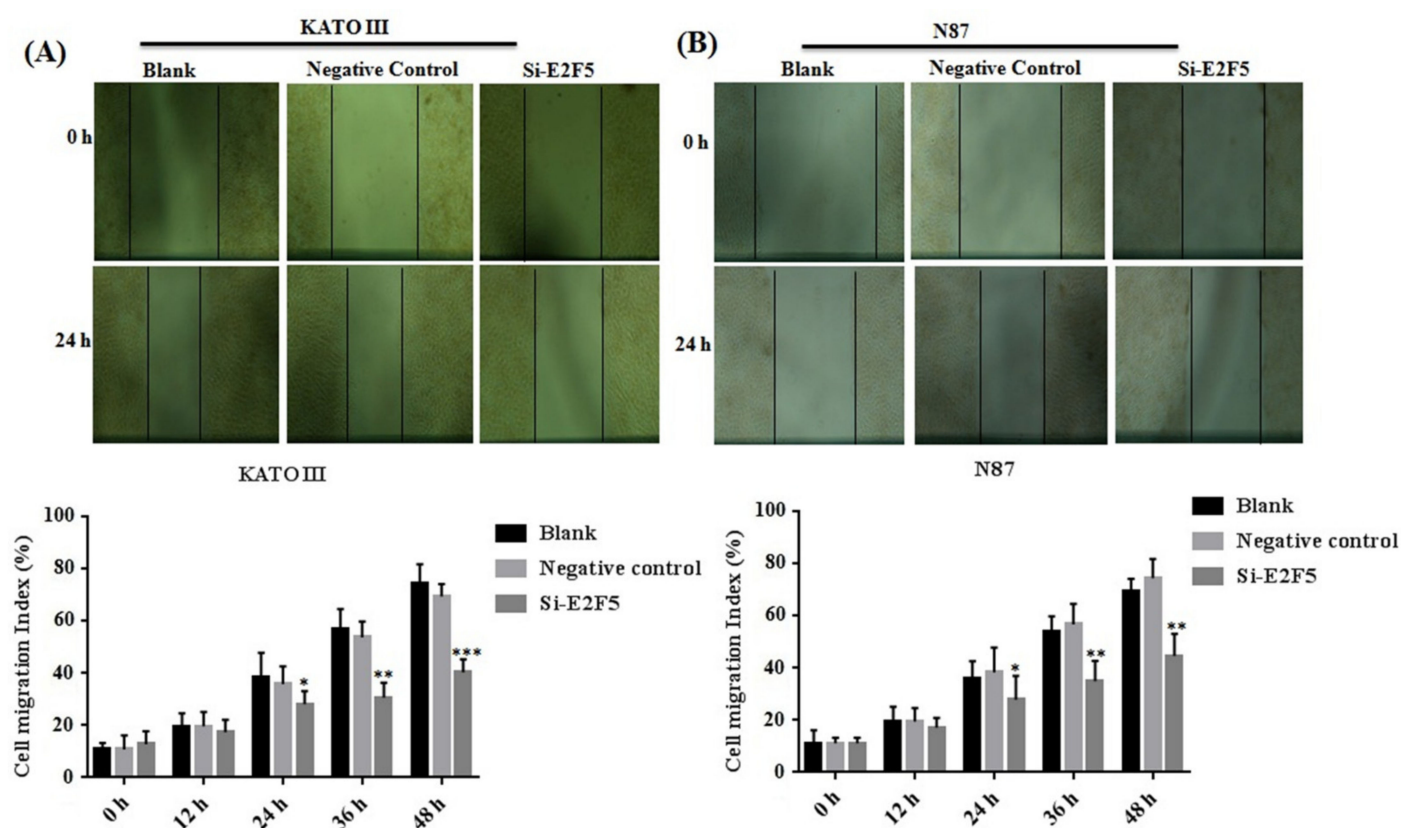 (A)
KATO III
Blank
Negative Control
Si-E2F5
0 h
24 h
(B)
N87
Blank
Negative Control
Si-E2F5
0 h
24 h
KATO III
Cell migration Index (%)
100
80
60
40
20
0
*
**
***
0 h
12 h
24 h
36 h
48 h
Blank
Negative control
Si-E2F5
N87
Cell migration Index (%)
100
80
60
40
20
0
*
**
**
0 h
12 h
24 h
36 h
48 h
Blank
Negative control
Si-E2F5